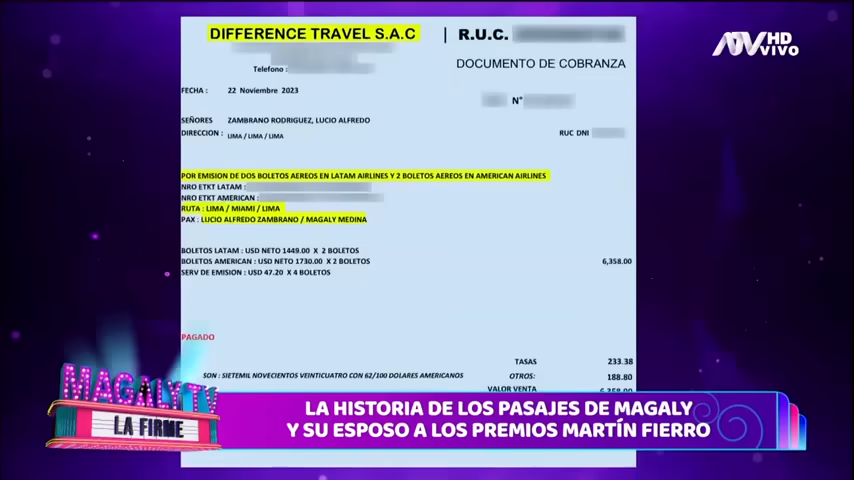 DIFFERENCE TRAVEL S.A.C | R.U.C.
Telefono :
DOCUMENTO DE COBRANZA
FECHA : 22 Noviembre 2023
N°
SEÑORES ZAMBRANO RODRIGUEZ, LUCIO ALFREDO
DIRECCION : LIMA / LIMA / LIMA RUC DNI
POR EMISION DE DOS BOLETOS AEREOS EN LATAM AIRLINES Y 2 BOLETOS AEREOS EN AMERICAN AIRLINES
NRO ETKT LATAM :
NRO ETKT AMERICAN :
RUTA : LIMA / MIAMI / LIMA
PAX : LUCIO ALFREDO ZAMBRANO / MAGALY MEDINA
BOLETOS LATAM : USD NETO 1449.00 X 2 BOLETOS
BOLETOS AMERICAN : USD NETO 1730.00 X 2 BOLETOS 6,358.00
SERV DE EMISION : USD 47.20 X 4 BOLETOS
PAGADO
TASAS 233.38
SON : SIETEMIL NOVECIENTOS VEINTICUATRO CON 62/100 DOLARES AMERICANOS OTROS: 188.80
VALOR VENTA 6,358.00
ATV HD
VIVO
MAGALY TV
LA FIRME
LA HISTORIA DE LOS PASAJES DE MAGALY
Y SU ESPOSO A LOS PREMIOS MARTÍN FIERRO